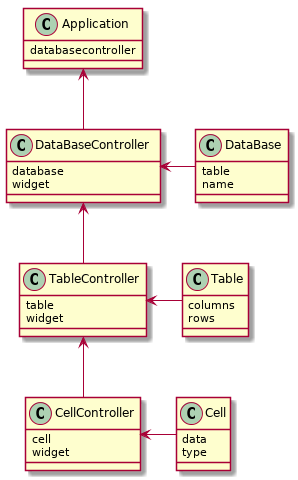 C Application
databasecontroller
C DataBaseController
database
widget
C DataBase
table
name
C TableController
table
widget
C Table
columns
rows
C CellController
cell
widget
C Cell
data
type